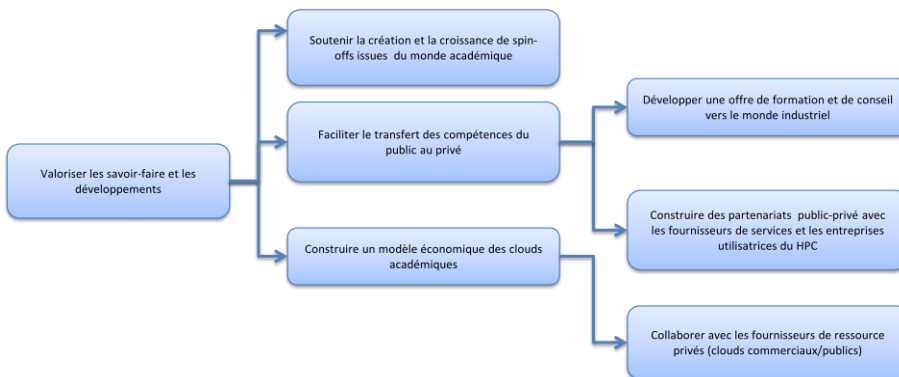 Soutenir la création et la croissance de spin-
offs issues du monde académique
Développer une offre de formation et de conseil
vers le monde industriel
Faciliter le transfert des compétences du
public au privé
Valoriser les savoir-faire et les
développements
Construire des partenariats public-privé avec
les fournisseurs de services et les entreprises
utilisatrices du HPC
Construire un modèle économique des clouds
académiques
Collaborer avec les fournisseurs de ressource
privés (clouds commerciaux/publics)